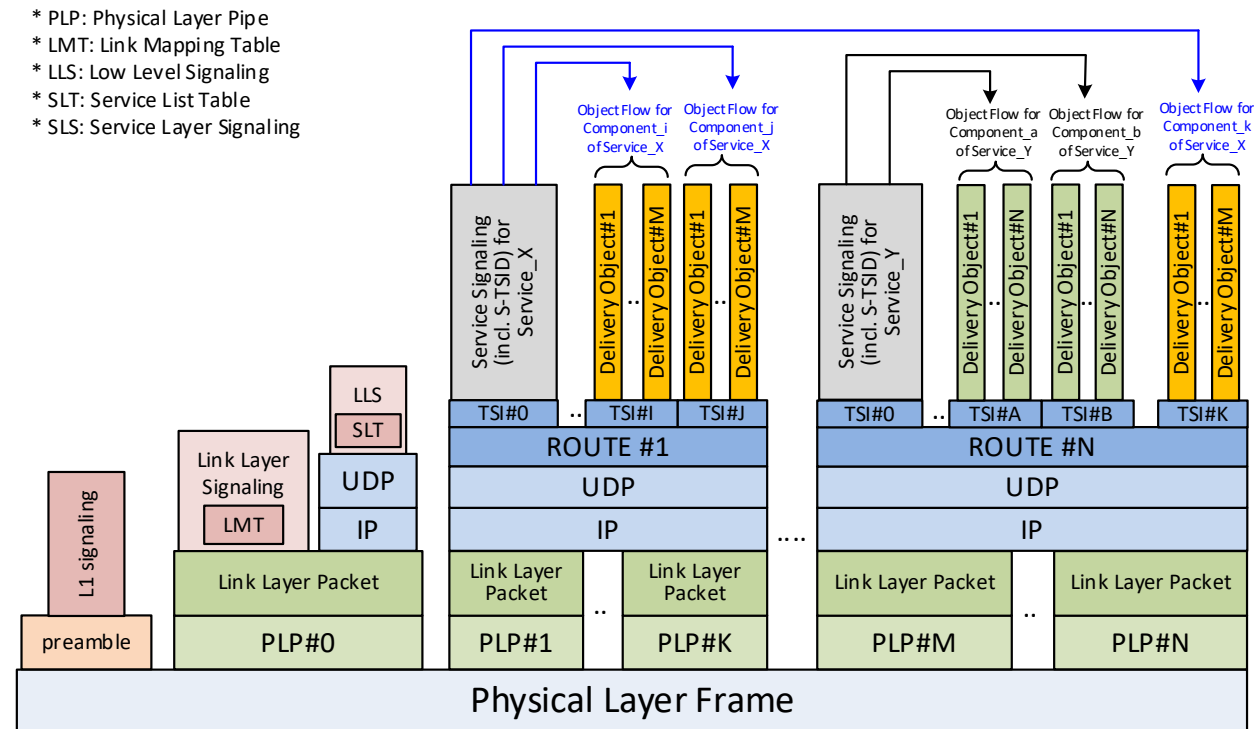 * PLP: Physical Layer Pipe
* LMT: Link Mapping Table
* LLS: Low Level Signaling
* SLT: Service List Table
* SLS: Service Layer Signaling
Object Flow for
Component_i
of Service_X
Object Flow for
Component_j
of Service_X
Object Flow for
Component_a
of Service_Y
Object Flow for
Component_b
of Service_Y
Object Flow for
Component_k
of Service_X
Service Signaling
(incl. S-TSID) for
Service_X
Delivery Object#1
..
Delivery Object#M
Delivery Object#1
..
Delivery Object#M
Service Signaling
(incl. S-TSID) for
Service_Y
Delivery Object#1
..
Delivery Object#N
Delivery Object#1
..
Delivery Object#N
Delivery Object#1
..
Delivery Object#M
LLS
SLT
TSI#0
..
TSI#I
TSI#J
TSI#0
..
TSI#A
TSI#B
TSI#K
ROUTE #1
ROUTE #N
Link Layer
Signaling
LMT
UDP
UDP
UDP
L1 signaling
IP
IP
....
IP
Link Layer Packet
Link Layer
Packet
..
Link Layer
Packet
Link Layer Packet
..
Link Layer Packet
preamble
PLP#0
PLP#1
PLP#K
PLP#M
PLP#N
Physical Layer Frame